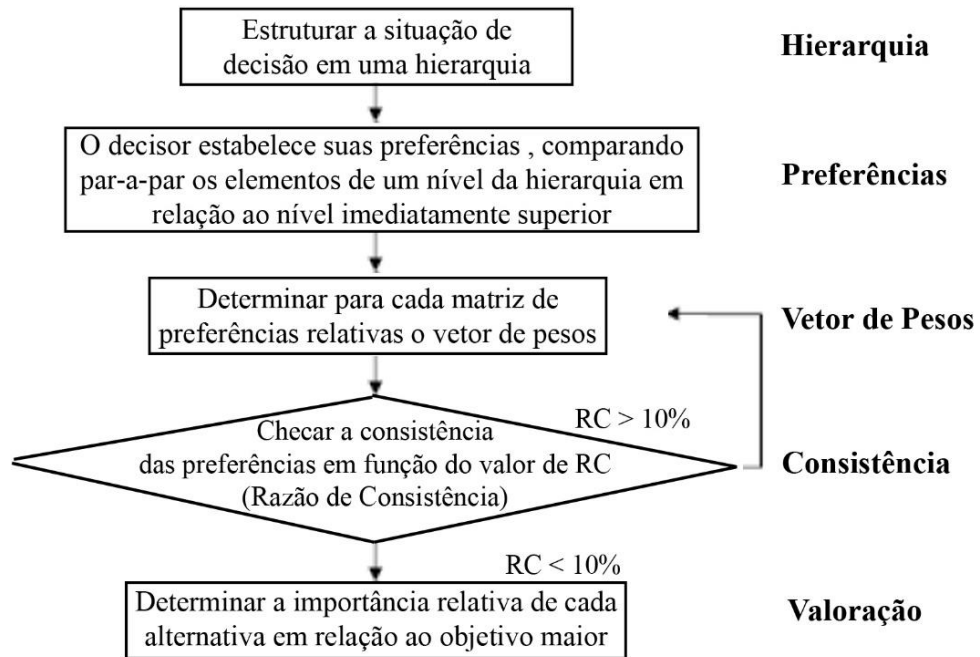 Estruturar a situação de
decisão em uma hierarquia
Hierarquia
O decisor estabelece suas preferências , comparando
par-a-par os elementos de um nível da hierarquia em
relação ao nível imediatamente superior
Preferências
Determinar para cada matriz de
preferências relativas o vetor de pesos
Vetor de Pesos
RC > 10%
Checar a consistência
das preferências em função do valor de RC
(Razão de Consistência)
Consistência
RC < 10%
Determinar a importância relativa de cada
alternativa em relação ao objetivo maior
Valoração